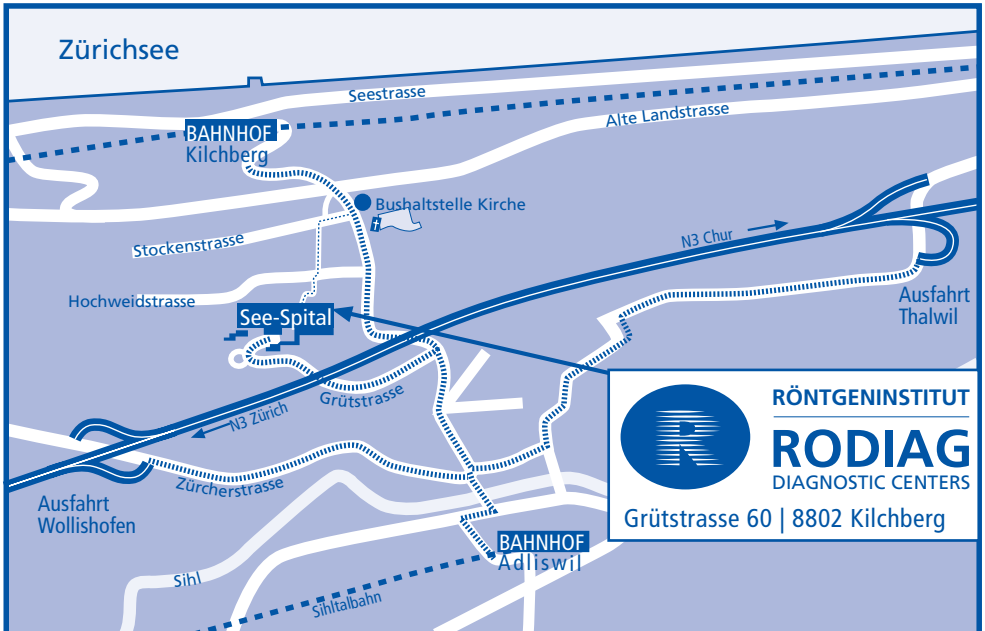 Zürichsee
Seestrasse
Alte Landstrasse
BAHNHOF
Kilchberg
Bushaltstelle Kirche
Stockenstrasse
N3 Chur
Hochweidstrasse
See-Spital
Ausfahrt
Thalwil
Grütstrasse
N3 Zürich
RÖNTGENINSTITUT
R
RODIAG
DIAGNOSTIC CENTERS
Grütstrasse 60 | 8802 Kilchberg
Zürcherstrasse
Ausfahrt
Wollishofen
BAHNHOF
Adliswil
Sihl
Sihltalbahn